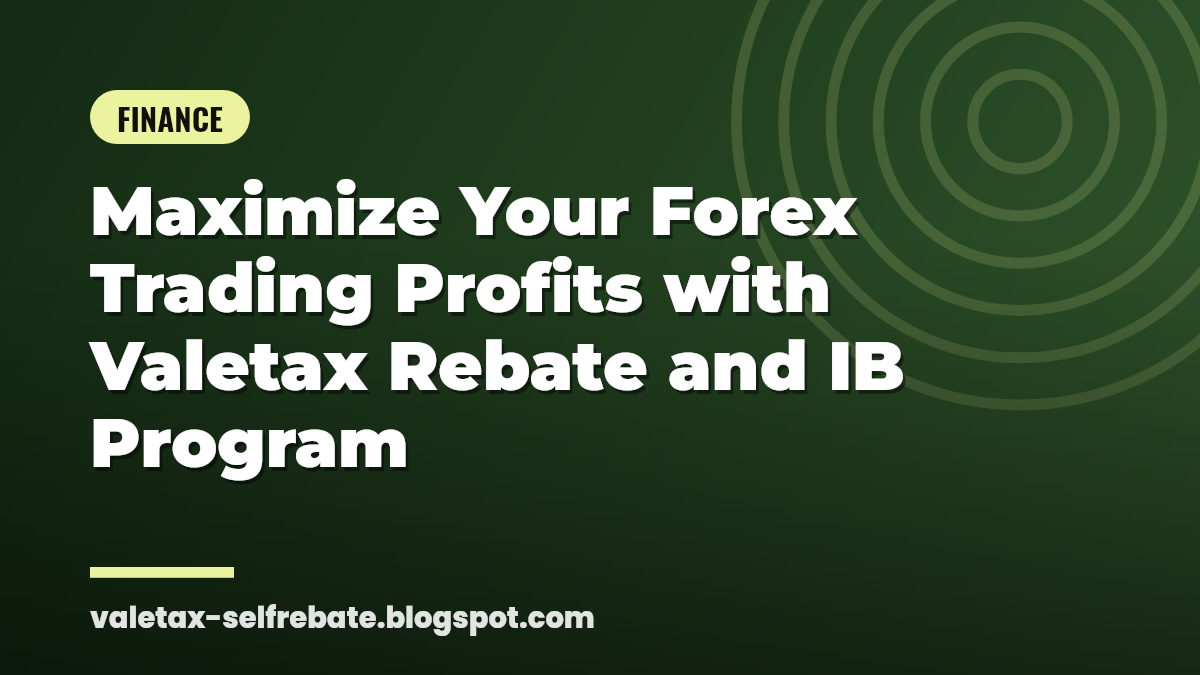 FINANCE
Maximize Your Forex
Trading Profits with
Valetax Rebate and IB
Program
valetax-selfrebate.blogspot.com